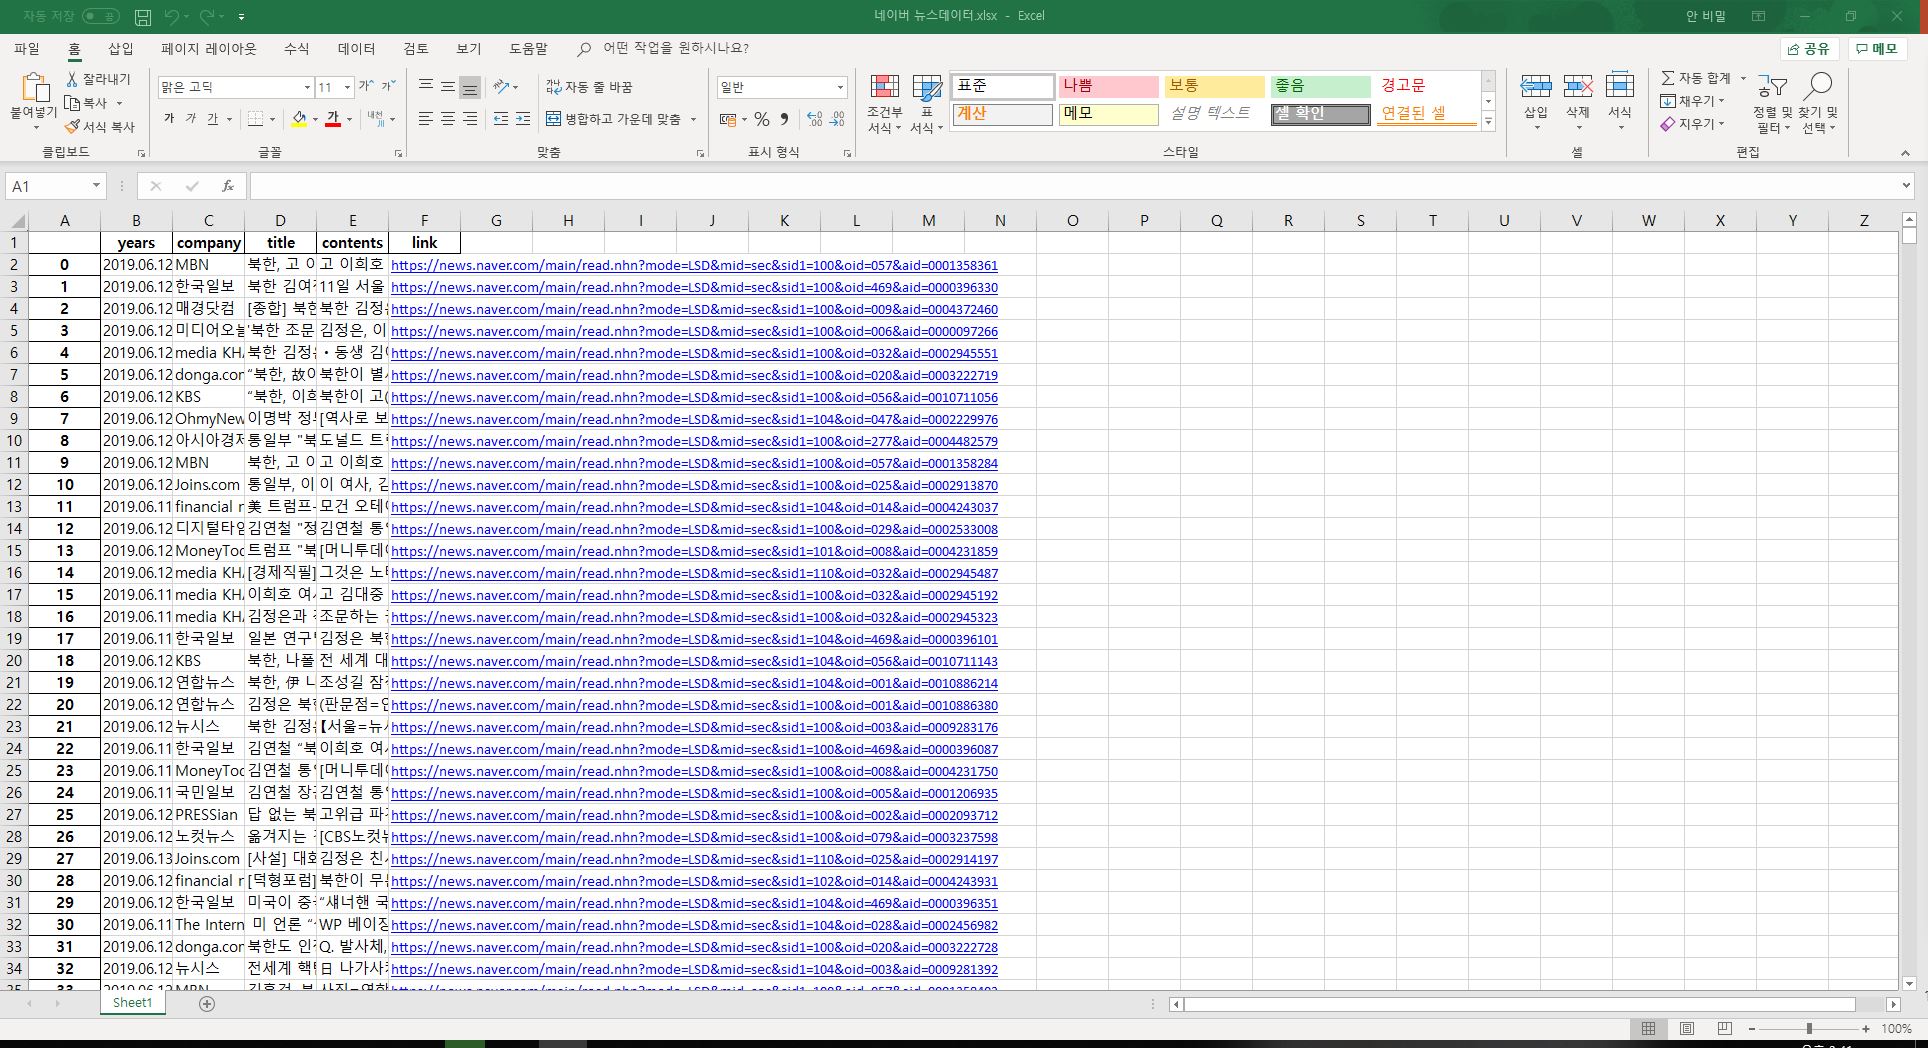 자동 저장 끔 네이버 뉴스데이터.xlsx - Excel 안 비밀
파일 홈 삽입 페이지 레이아웃 수식 데이터 검토 보기 도움말 어떤 작업을 원하시나요? 공유 메모
잘라내기 맑은 고딕 11 가 가 자동 줄 바꿈 일반 표준 나쁨 보통 좋음 경고문 자동 합계
붙여넣기 복사 조건부 서식 표 서식 삽입 삭제 서식 채우기 정렬 및 필터 찾기 및 선택
서식 복사 가 가 가 가 내천 병합하고 가운데 맞춤 % 계산 메모 설명 텍스트 셀 확인 연결된 셀 지우기
클립보드 글꼴 맞춤 표시 형식 스타일 셀 편집
A1 fx
A B C D E F G H I J K L M N O P Q R S T U V W X Y Z
1 years company title contents link
2 0 2019.06.12 MBN 북한, 고 이 고 이희호 https://news.naver.com/main/read.nhn?mode=LSD&mid=sec&sid1=100&oid=057&aid=0001358361
3 1 2019.06.12 한국일보 북한 김여 11일 서울 https://news.naver.com/main/read.nhn?mode=LSD&mid=sec&sid1=100&oid=469&aid=0000396330
4 2 2019.06.12 매경닷컴 [종합] 북한 북한 김정 https://news.naver.com/main/read.nhn?mode=LSD&mid=sec&sid1=100&oid=009&aid=0004372460
5 3 2019.06.12 미디어오늘 '북한 조문 김정은, 이 https://news.naver.com/main/read.nhn?mode=LSD&mid=sec&sid1=100&oid=006&aid=0000097266
6 4 2019.06.12 media KH 북한 김정 ・동생 김 https://news.naver.com/main/read.nhn?mode=LSD&mid=sec&sid1=100&oid=032&aid=0002945551
7 5 2019.06.12 donga.com “북한, 故이 북한이 별 https://news.naver.com/main/read.nhn?mode=LSD&mid=sec&sid1=100&oid=020&aid=0003222719
8 6 2019.06.12 KBS “북한, 이희 북한이 고( https://news.naver.com/main/read.nhn?mode=LSD&mid=sec&sid1=100&oid=056&aid=0010711056
9 7 2019.06.12 OhmyNew 이명박 정 [역사로 보 https://news.naver.com/main/read.nhn?mode=LSD&mid=sec&sid1=104&oid=047&aid=0002229976
10 8 2019.06.12 아시아경제 통일부 "북 도널드 트 https://news.naver.com/main/read.nhn?mode=LSD&mid=sec&sid1=100&oid=277&aid=0004482579
11 9 2019.06.12 MBN 북한, 고 이 고 이희호 https://news.naver.com/main/read.nhn?mode=LSD&mid=sec&sid1=100&oid=057&aid=0001358284
12 10 2019.06.12 Joins.com 통일부, 이 이 여사, 김 https://news.naver.com/main/read.nhn?mode=LSD&mid=sec&sid1=100&oid=025&aid=0002913870
13 11 2019.06.11 financial n 美 트럼프- 모건 오테 https://news.naver.com/main/read.nhn?mode=LSD&mid=sec&sid1=104&oid=014&aid=0004243037
14 12 2019.06.12 디지털타임 김연철 "정 김연철 통 https://news.naver.com/main/read.nhn?mode=LSD&mid=sec&sid1=100&oid=029&aid=0002533008
15 13 2019.06.12 MoneyToc 트럼프 "북 [머니투데 https://news.naver.com/main/read.nhn?mode=LSD&mid=sec&sid1=101&oid=008&aid=0004231859
16 14 2019.06.12 media KH [경제직필] 그것은 노 https://news.naver.com/main/read.nhn?mode=LSD&mid=sec&sid1=110&oid=032&aid=0002945487
17 15 2019.06.11 media KH 이희호 여 고 김대중 https://news.naver.com/main/read.nhn?mode=LSD&mid=sec&sid1=100&oid=032&aid=0002945192
18 16 2019.06.11 media KH 김정은과 조문하는 https://news.naver.com/main/read.nhn?mode=LSD&mid=sec&sid1=100&oid=032&aid=0002945323
19 17 2019.06.11 한국일보 일본 연구 김정은 북한 https://news.naver.com/main/read.nhn?mode=LSD&mid=sec&sid1=104&oid=469&aid=0000396101
20 18 2019.06.12 KBS 북한, 나폴 전 세계 대 https://news.naver.com/main/read.nhn?mode=LSD&mid=sec&sid1=104&oid=056&aid=0010711143
21 19 2019.06.12 연합뉴스 북한, 伊 나 조성길 잠 https://news.naver.com/main/read.nhn?mode=LSD&mid=sec&sid1=104&oid=001&aid=0010886214
22 20 2019.06.12 연합뉴스 김정은 북한 (판문점=연 https://news.naver.com/main/read.nhn?mode=LSD&mid=sec&sid1=100&oid=001&aid=0010886380
23 21 2019.06.12 뉴시스 북한 김정 【서울=뉴시 https://news.naver.com/main/read.nhn?mode=LSD&mid=sec&sid1=100&oid=003&aid=0009283176
24 22 2019.06.11 한국일보 김연철 “북 이희호 여 https://news.naver.com/main/read.nhn?mode=LSD&mid=sec&sid1=100&oid=469&aid=0000396087
25 23 2019.06.11 MoneyToc 김연철 통 [머니투데 https://news.naver.com/main/read.nhn?mode=LSD&mid=sec&sid1=100&oid=008&aid=0004231750
26 24 2019.06.11 국민일보 김연철 장 김연철 통 https://news.naver.com/main/read.nhn?mode=LSD&mid=sec&sid1=100&oid=005&aid=0001206935
27 25 2019.06.12 PRESSian 답 없는 북 고위급 파 https://news.naver.com/main/read.nhn?mode=LSD&mid=sec&sid1=100&oid=002&aid=0002093712
28 26 2019.06.12 노컷뉴스 옮겨지는 [CBS노컷뉴 https://news.naver.com/main/read.nhn?mode=LSD&mid=sec&sid1=100&oid=079&aid=0003237598
29 27 2019.06.13 Joins.com [사설] 대화 김정은 친 https://news.naver.com/main/read.nhn?mode=LSD&mid=sec&sid1=110&oid=025&aid=0002914197
30 28 2019.06.12 financial n [덕형포럼] 북한이 무 https://news.naver.com/main/read.nhn?mode=LSD&mid=sec&sid1=102&oid=014&aid=0004243931
31 29 2019.06.12 한국일보 미국이 중 “섀너핸 국 https://news.naver.com/main/read.nhn?mode=LSD&mid=sec&sid1=104&oid=469&aid=0000396351
32 30 2019.06.11 The Intern 미 언론 “ WP 베이징 https://news.naver.com/main/read.nhn?mode=LSD&mid=sec&sid1=104&oid=028&aid=0002456982
33 31 2019.06.12 donga.com 북한도 인 Q. 발사체, https://news.naver.com/main/read.nhn?mode=LSD&mid=sec&sid1=100&oid=020&aid=0003222728
34 32 2019.06.12 뉴시스 전세계 핵 日 나가사 https://news.naver.com/main/read.nhn?mode=LSD&mid=sec&sid1=104&oid=003&aid=0009281392
Sheet1
100%